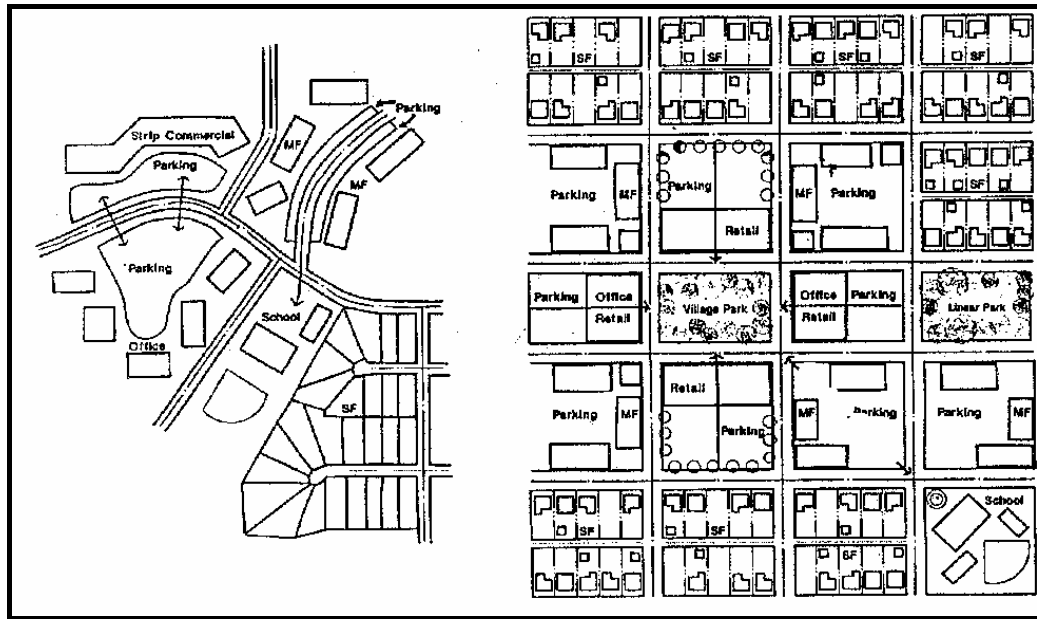 Parking
Strip Commercial
MF
Parking
MF
Parking
Office
School
SF
SF
SF
SF
SF
Parking
MF
Parking
Retail
MF
Parking
SF
Parking
Office
Retail
Village Park
Office
Parking
Retail
Linear Park
Parking
MF
Retail
Parking
MF
Parking
Parking
MF
SF
SF
SF
School